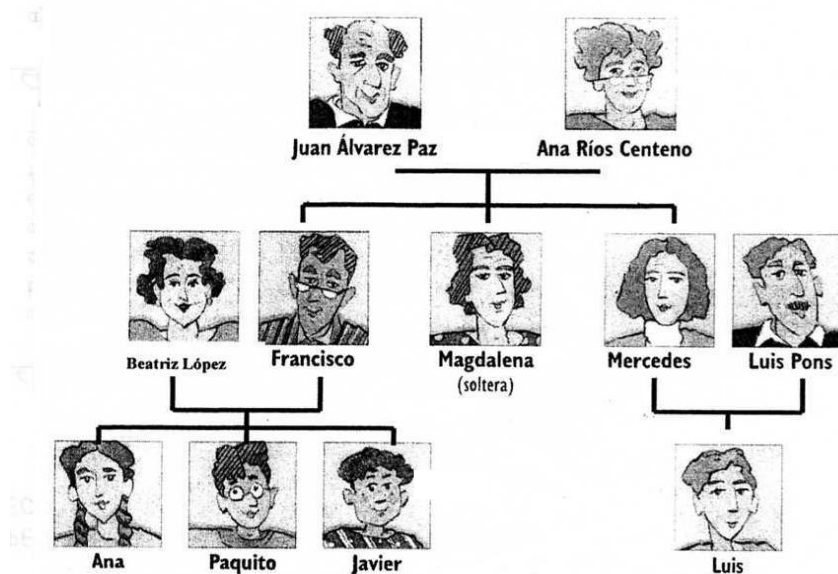 Juan Álvarez Paz
Ana Ríos Centeno
Beatriz López
Francisco
Magdalena
(soltera)
Mercedes
Luis Pons
Ana
Paquito
Javier
Luis